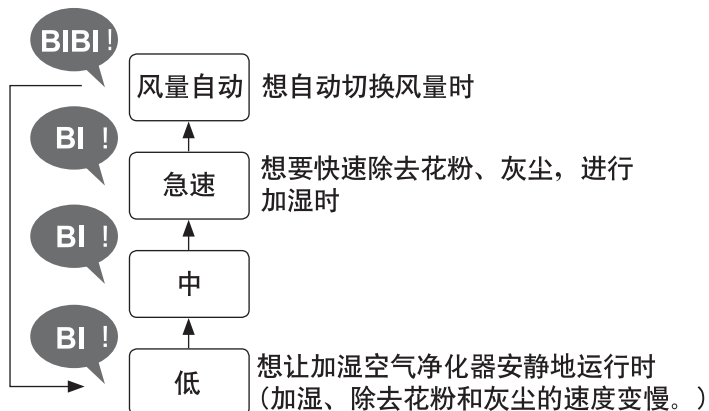 BIBI！
风量自动 想自动切换风量时
BI！
急速 想要快速除去花粉、灰尘，进行
加湿时
BI！
中
BI！
低 想让加湿空气净化器安静地运行时
（加湿、除去花粉和灰尘的速度变慢。）